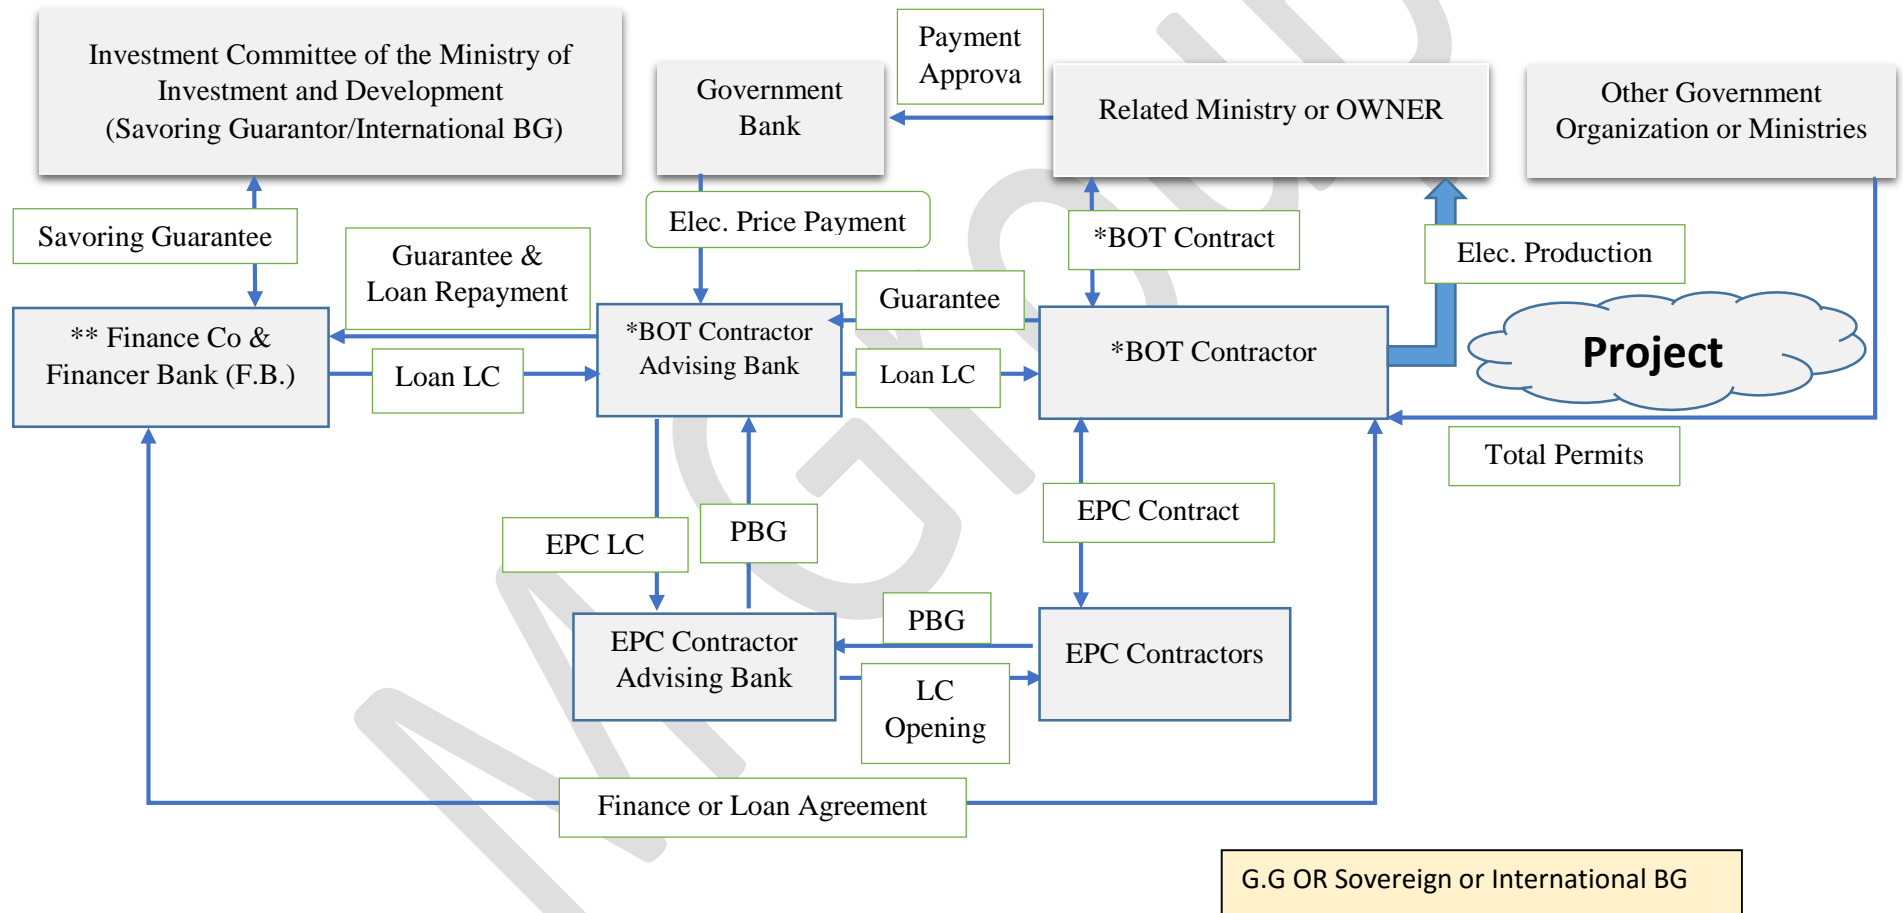 Investment Committee of the Ministry of
Investment and Development
(Savoring Guarantor/International BG)
Government
Bank
Payment
Approva
Related Ministry or OWNER
Other Government
Organization or Ministries
Savoring Guarantee
Guarantee &
Loan Repayment
Elec. Price Payment
*BOT Contract
Elec. Production
Guarantee
** Finance Co &
Financer Bank (F.B.)
Loan LC
*BOT Contractor
Advising Bank
Loan LC
*BOT Contractor
Project
Total Permits
EPC LC
PBG
EPC Contract
EPC Contractor
Advising Bank
PBG
LC
Opening
EPC Contractors
Finance or Loan Agreement
G.G OR Sovereign or International BG